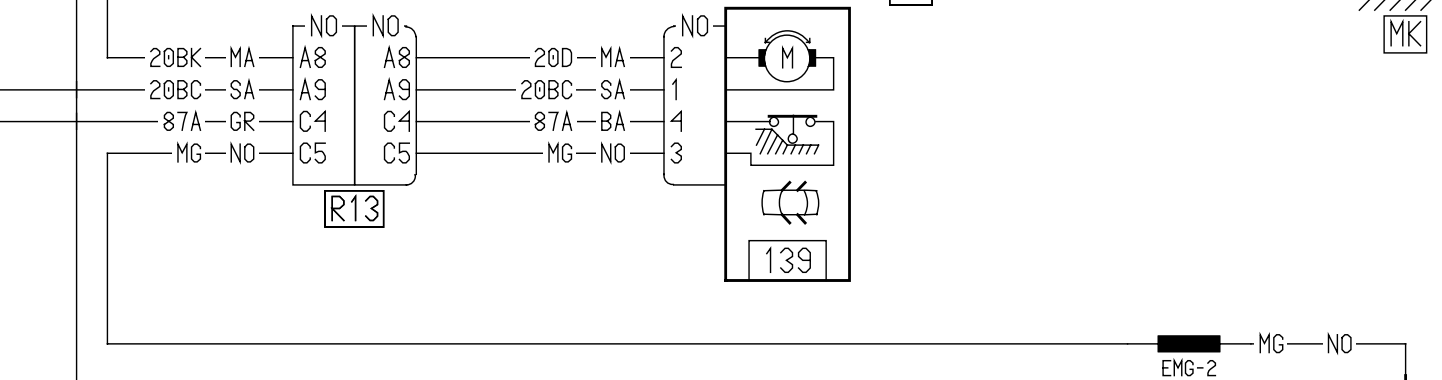 NO NO NO
20BK MA A8 A8 20D MA 2 M
20BC SA A9 A9 20BC SA 1
87A GR C4 C4 87A BA 4
MG NO C5 C5 MG NO 3
R13
139
MK
MG NO
EMG-2